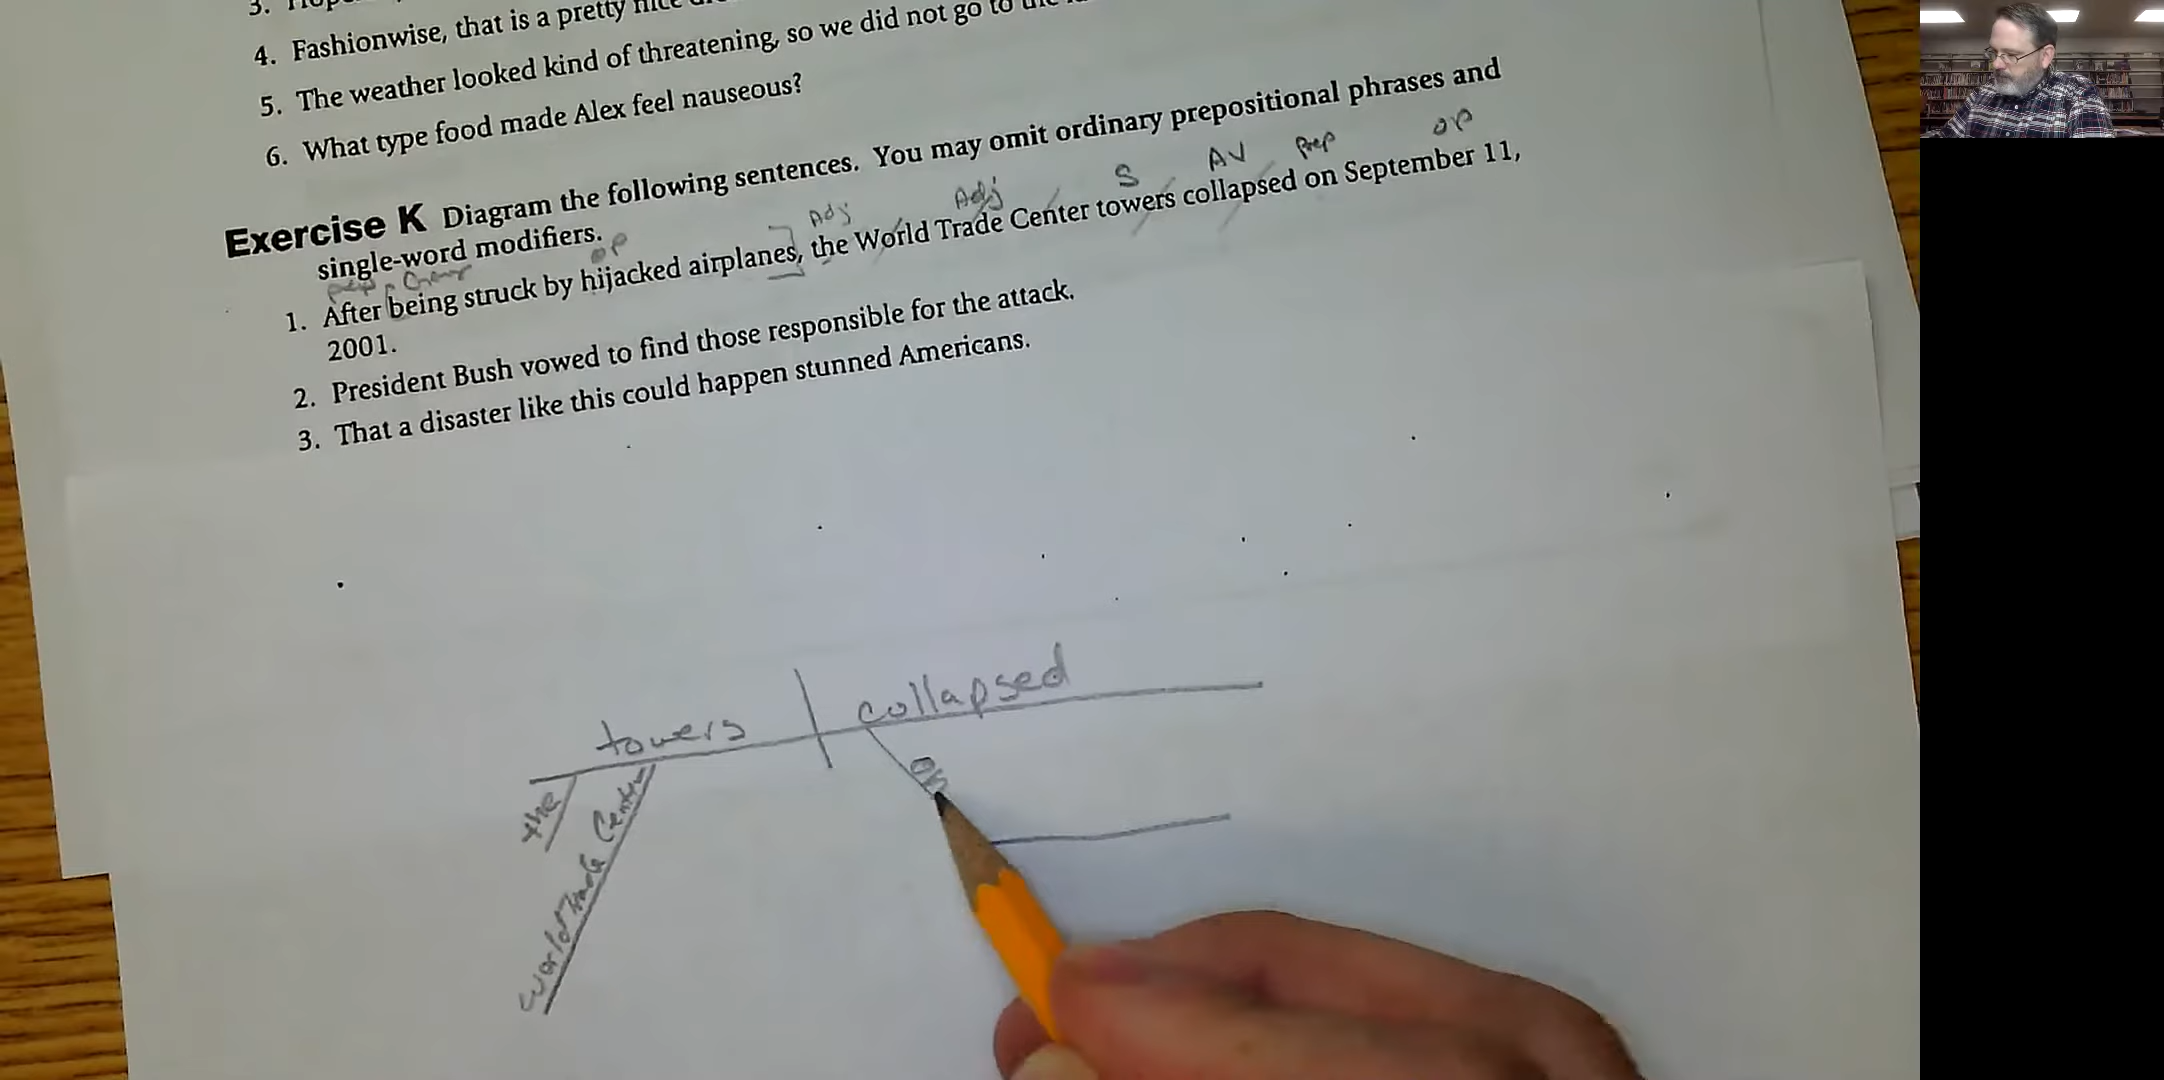 3.
4. Fashionwise, that is a pretty nice
5. The weather looked kind of threatening, so we did not go to the
6. What type food made Alex feel nauseous?
Exercise K Diagram the following sentences. You may omit ordinary prepositional phrases and
single-word modifiers.
Adj Adj S AV Prep OP
1. After being struck by hijacked airplanes, the World Trade Center towers collapsed on September 11,
2001.
2. President Bush vowed to find those responsible for the attack.
3. That a disaster like this could happen stunned Americans.
towers collapsed
the
World Trade Center
on